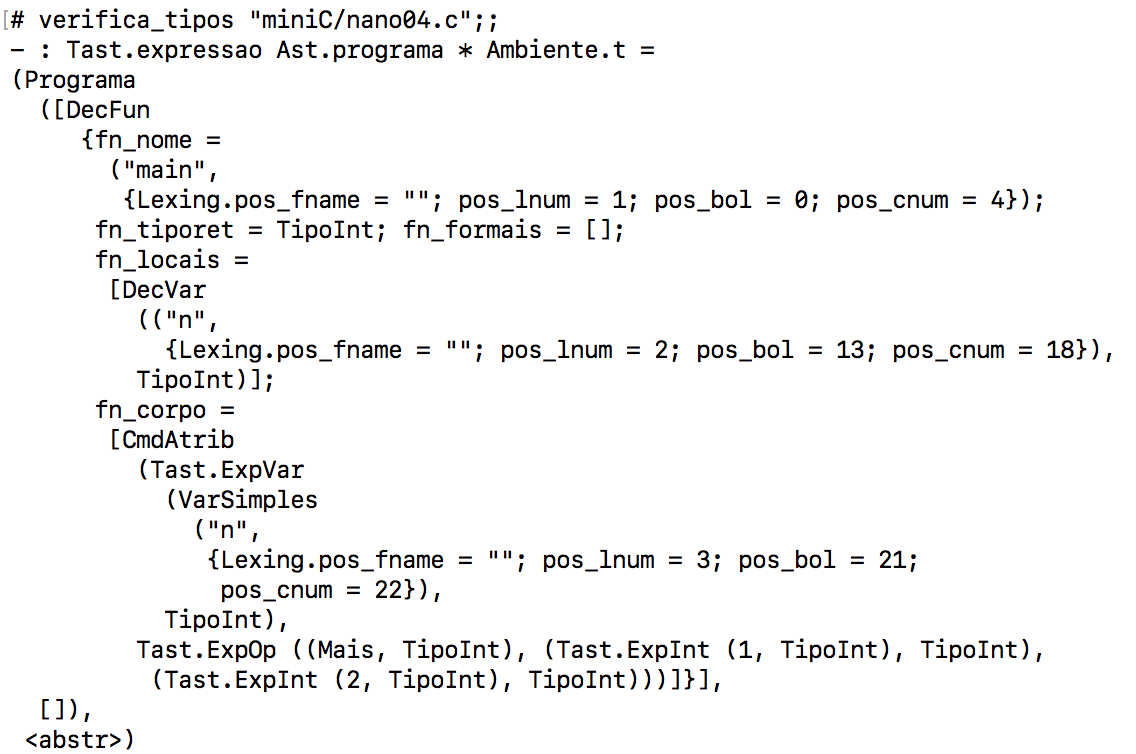 [# verifica_tipos "miniC/nano04.c";;
- : Tast.expressao Ast.programa * Ambiente.t =
(Programa
([DecFun
{fn_nome =
("main",
{Lexing.pos_fname = ""; pos_lnum = 1; pos_bol = 0; pos_cnum = 4});
fn_tiporet = TipoInt; fn_formais = [];
fn_locais =
[DecVar
(("n",
{Lexing.pos_fname = ""; pos_lnum = 2; pos_bol = 13; pos_cnum = 18}),
TipoInt)];
fn_corpo =
[CmdAtrib
(Tast.ExpVar
(VarSimples
("n",
{Lexing.pos_fname = ""; pos_lnum = 3; pos_bol = 21;
pos_cnum = 22}),
TipoInt),
Tast.ExpOp ((Mais, TipoInt), (Tast.ExpInt (1, TipoInt), TipoInt),
(Tast.ExpInt (2, TipoInt), TipoInt)))]}],
[]),
<abstr>)